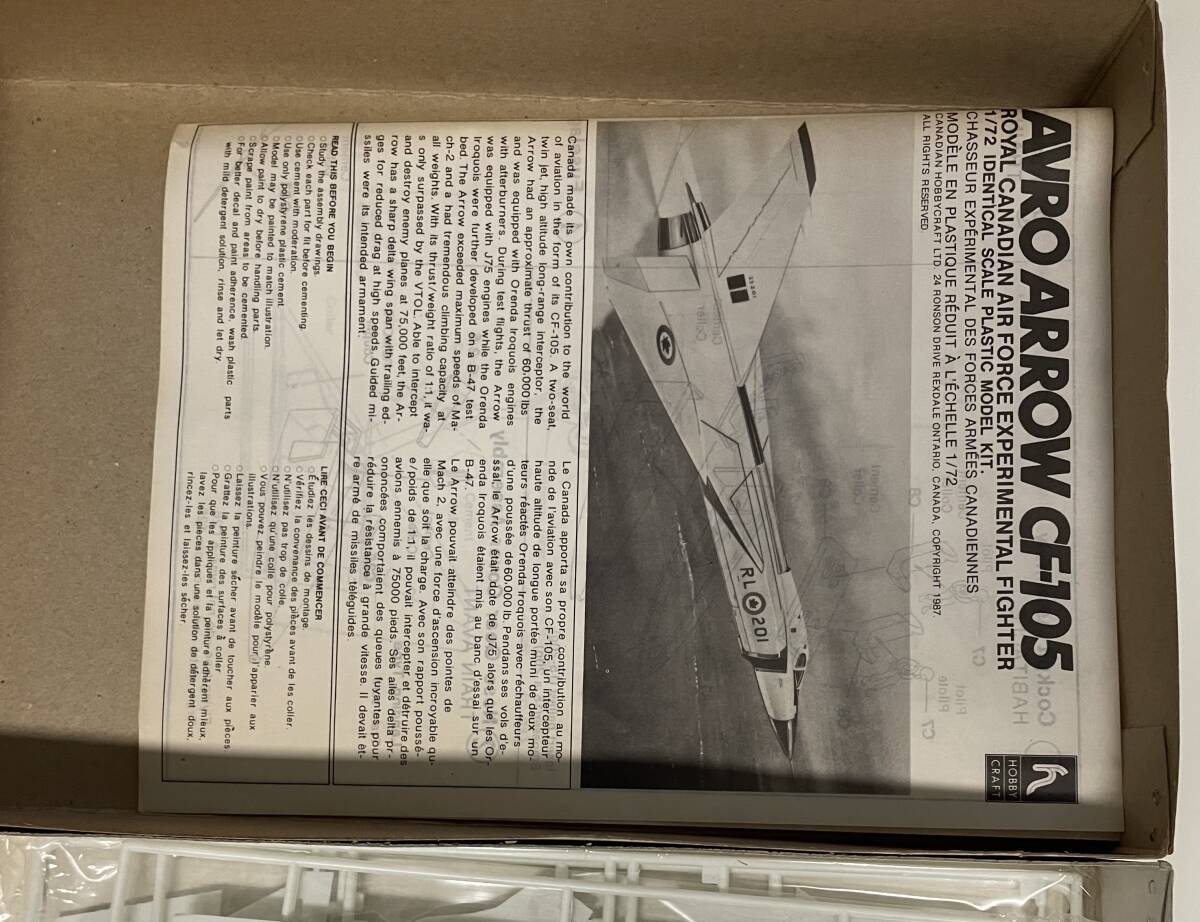 AVRO ARROW CF-105
ROYAL CANADIAN AIR FORCE EXPERIMENTAL FIGHTER
1/72 IDENTICAL SCALE PLASTIC MODEL KIT.
CHASSEUR EXPÉRIMENTAL DES FORCES ARMÉES CANADIENNES
MODÈLE EN PLASTIQUE RÉDUIT À L'ÉCHELLE 1/72
CANADIAN HOBBYCRAFT LTD. 24 RONSON DRIVE REXDALE ONTARIO, CANADA, COPYRIGHT 1987.
ALL RIGHTS RESERVED
HOBBY
CRAFT
RL 201
Canada made its own contribution to the world
of aviation in the form of its CF-105. A two-seat,
twin jet, high altitude long-range interceptor, the
Arrow had an approximate thrust of 60.000 lbs
and was equipped with Orenda Iroquois engines
with afterburners. During test flights, the Arrow
was equipped with J75 engines while the Orenda
Iroquois were further developed on a B-47 test
bed. The Arrow exceeded maximum speeds of Ma-
ch-2 and a had tremendous climbing capacity at
all weights. With its thrust/weight ratio of 1:1, it wa-
s only surpassed by the VTOL. Able to intercept
and destroy enemy planes at 75,000 feet, the Ar-
row has a sharp delta wing span with trailing ed-
ges for reduced drag at high speeds. Guided mi-
ssiles were its intended armament.
Le Canada apporta sa propre contribution au mo-
nde de l'aviation avec son CF-105, un intercepteur
haute altitude de longue portée muni de deux mo-
teurs réactés Orenda Iroquois avec réchauffeurs
d'une poussée de 60.000 lb. Pendans ses vols d'e-
ssai, le Arrow était dote de J75 alors que les Or-
enda Iroquois étaient mis au banc d'essai sur un
B-47.
Le Arrow pouvait atteindre des pointes de
Mach 2, avec une force d'ascension incroyable qu-
elle que soit la charge. Avec son rapport poussé-
e/poids de 1:1, il pouvait intercepter et détruire des
avions ennemis à 75000 pieds. Ses ailes delta pr-
ononcées comportaient des queues fuyantes pour
réduire la résistance à grande vitesse. Il devait êt-
re armé de missiles téléguides
READ THIS BEFORE YOU BEGIN
○Study the assembly drawings.
○Check each part for fit before cementing.
○Use cement with moderation.
○Use only polystyrene plastic cement.
○Model may be painted to match illustration.
○Allow paint to dry before handling parts.
○Scrape paint from areas to be cemented.
○For better decal and paint adherence, wash plastic parts
with mild detergent solution, rinse and let dry.
LIRE CECI AVANT DE COMMENCER
○Étudiez les dessins de montage.
○Vérifiez la convenance des pièces avant de les coller.
○N'utilisez pas trop de colle.
○N'utilisez qu'une colle pour polystyrène.
○Vous pouvez peindre le modèle pour l'apparier aux
illustrations.
○Laissez la peinture sécher avant de toucher aux pièces.
○Grattez la peinture des surfaces à coller
○Pour que les appliques et la peinture adhèrent mieux,
lavez les pièces dans une solution de détergent doux,
rincez-les et laissez-les sécher